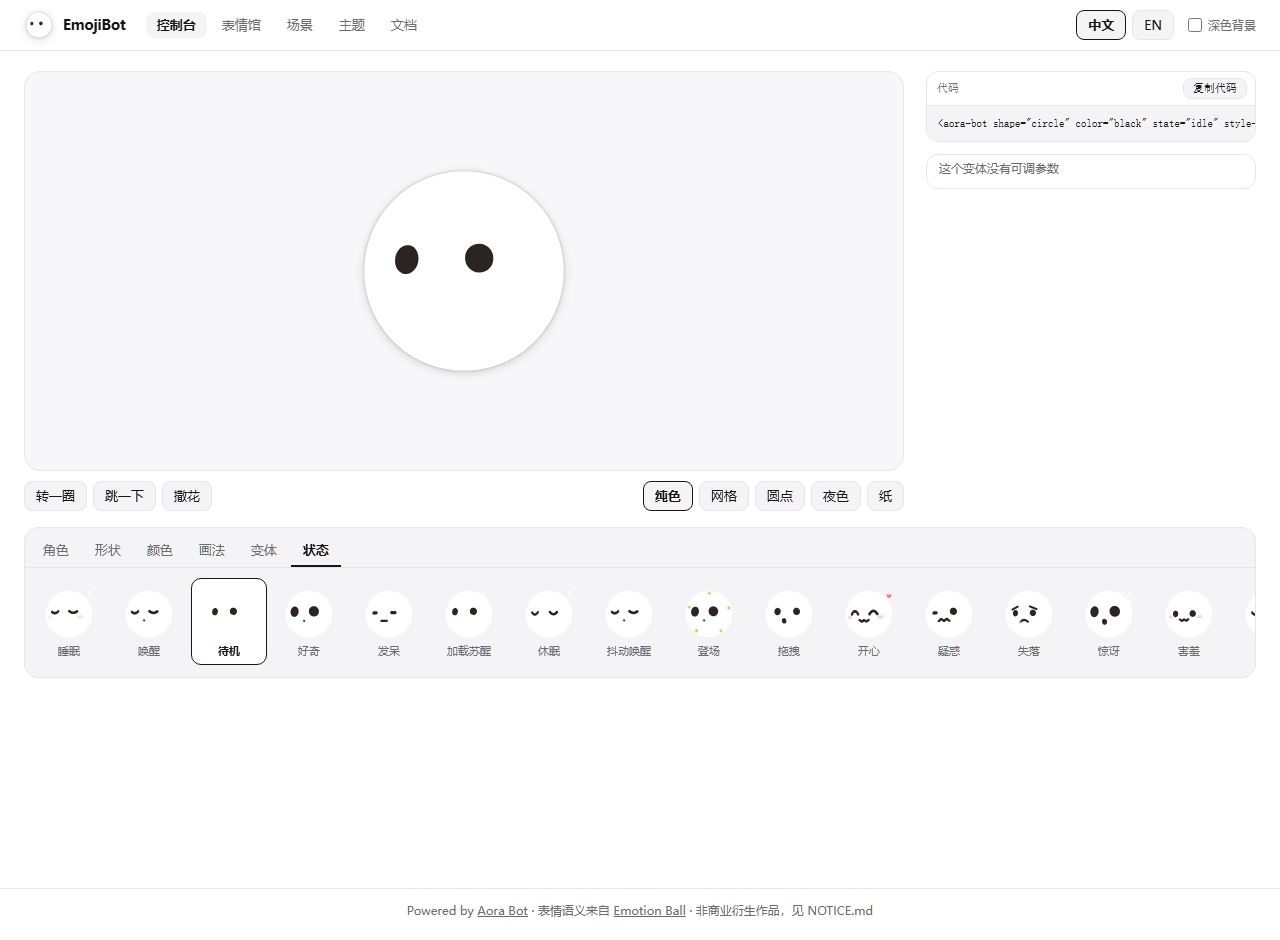 EmojiBot 控制台 表情馆 场景 主题 文档 中文 EN 深色背景
代码 复制代码
<aora-bot shape="circle" color="black" state="idle" style-
这个变体没有可调参数
转一圈 跳一下 撒花 纯色 网格 圆点 夜色 纸
角色 形状 颜色 画法 变体 状态
睡眠 唤醒 待机 好奇 发呆 加载苏醒 休眠 抖动唤醒 登场 拖拽 开心 疑惑 失落 惊讶 害羞
Powered by Aora Bot · 表情语义来自 Emotion Ball · 非商业衍生作品，见 NOTICE.md